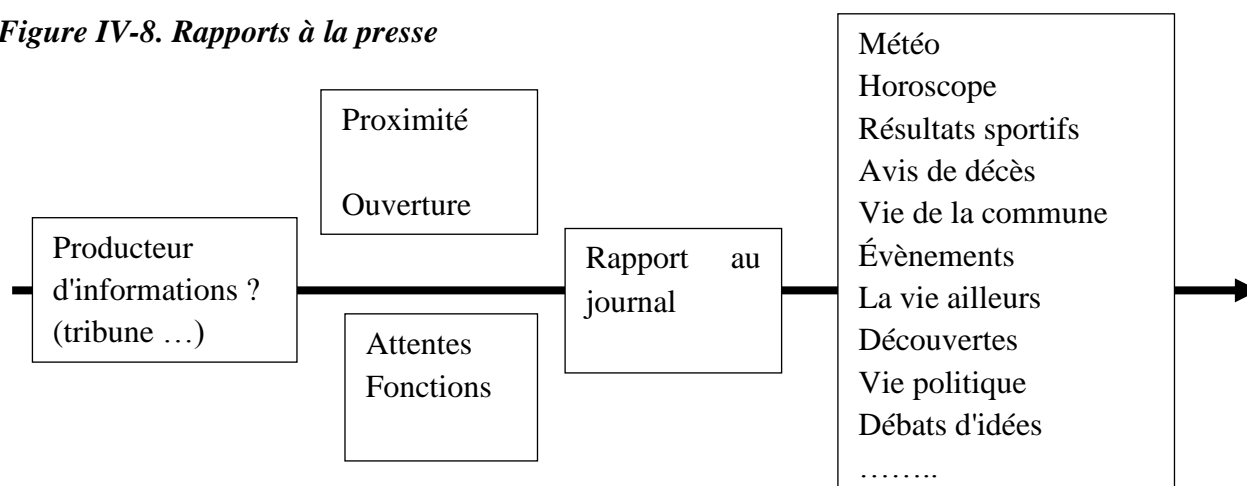 Figure IV-8. Rapports à la presse
Producteur
d'informations ?
(tribune …)
Proximité
Ouverture
Attentes
Fonctions
Rapport au
journal
Météo
Horoscope
Résultats sportifs
Avis de décès
Vie de la commune
Évènements
La vie ailleurs
Découvertes
Vie politique
Débats d'idées
……..